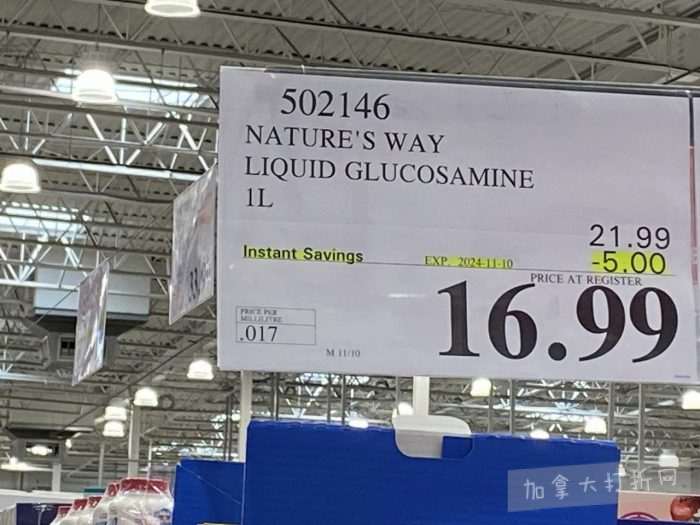 502146
NATURE'S WAY
LIQUID GLUCOSAMINE
1L
21.99
Instant Savings EXP. 2024-11-10 -5.00
PRICE AT REGISTER
16.99
PRICE PER
MILLILITRE
.017
M 11/10
加拿大打折网